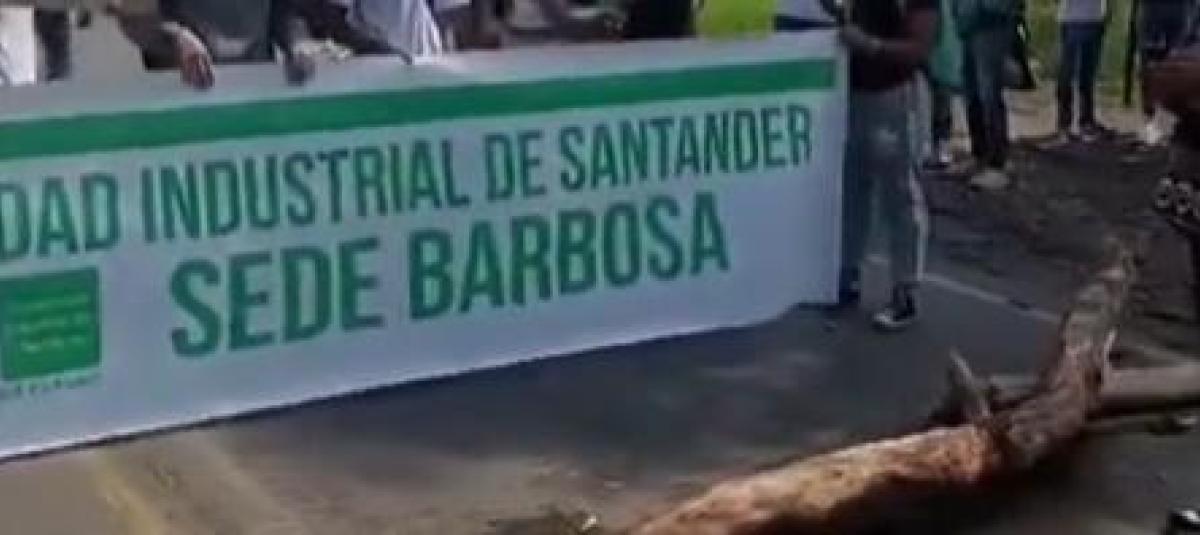 DAD INDUSTRIAL DE SANTANDER
SEDE BARBOSA